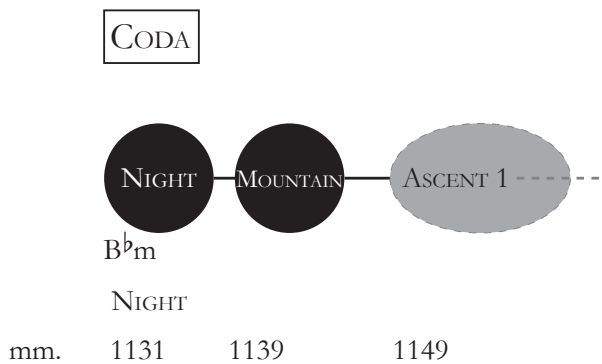 CODA
NIGHT MOUNTAIN ASCENT 1
B♭m
NIGHT
mm. 1131 1139 1149